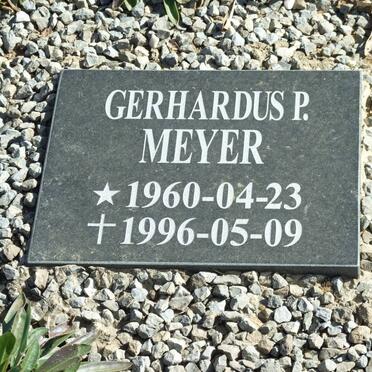 GERHARDUS P.
MEYER
★ 1960-04-23
✝ 1996-05-09